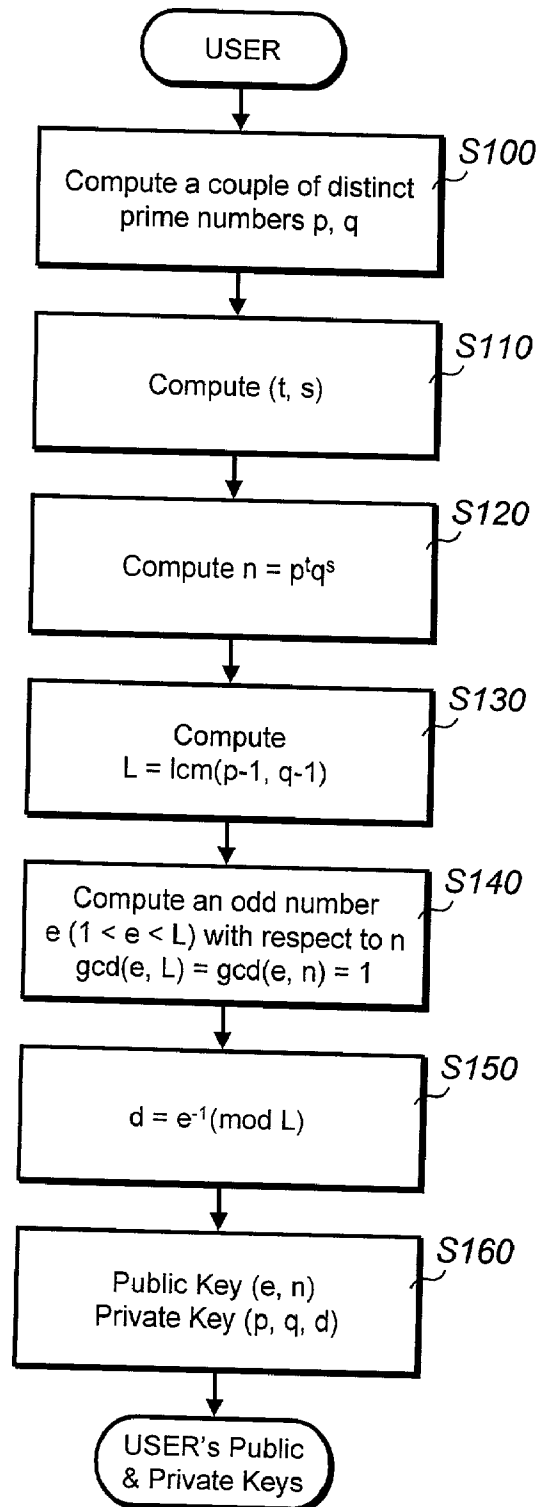 USER
S100
Compute a couple of distinct
prime numbers p, q
S110
Compute (t, s)
S120
Compute n = pᵗqˢ
S130
Compute
L = lcm(p-1, q-1)
S140
Compute an odd number
e (1 < e < L) with respect to n
gcd(e, L) = gcd(e, n) = 1
S150
d = e⁻¹(mod L)
S160
Public Key (e, n)
Private Key (p, q, d)
USER's Public
& Private Keys